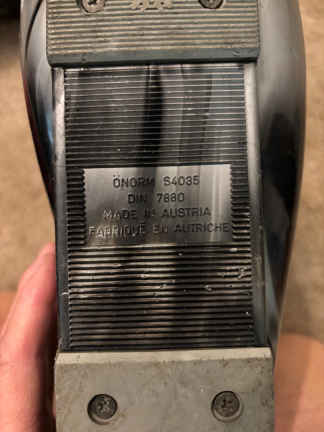 ÖNORM S4035
DIN 7880
MADE IN AUSTRIA
FABRIQUÉ EN AUTRICHE